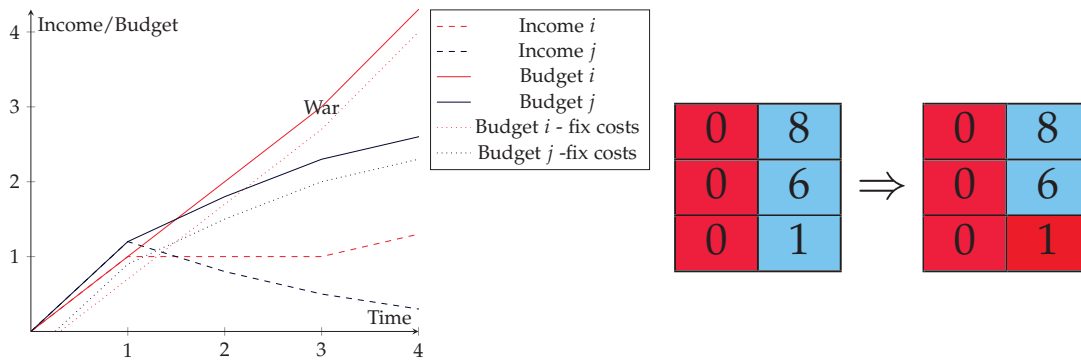 Income/Budget
4
3
2
1
1
2
3
4
Time
War
Income i
Income j
Budget i
Budget j
Budget i - fix costs
Budget j -fix costs
0 8
0 6
0 1
⇒
0 8
0 6
0 1